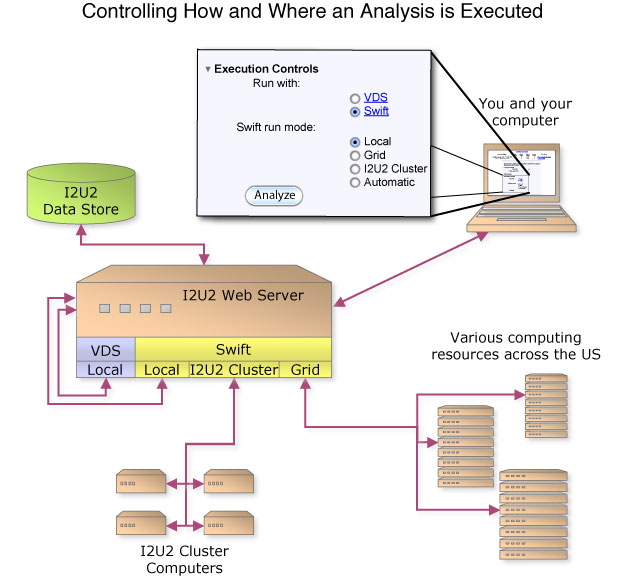 Controlling How and Where an Analysis is Executed
Execution Controls
Run with:
VDS
Swift
Swift run mode:
Local
Grid
I2U2 Cluster
Automatic
Analyze
You and your
computer
I2U2
Data Store
I2U2 Web Server
VDS
Swift
Local
Local
I2U2 Cluster
Grid
Various computing
resources across the US
I2U2 Cluster
Computers